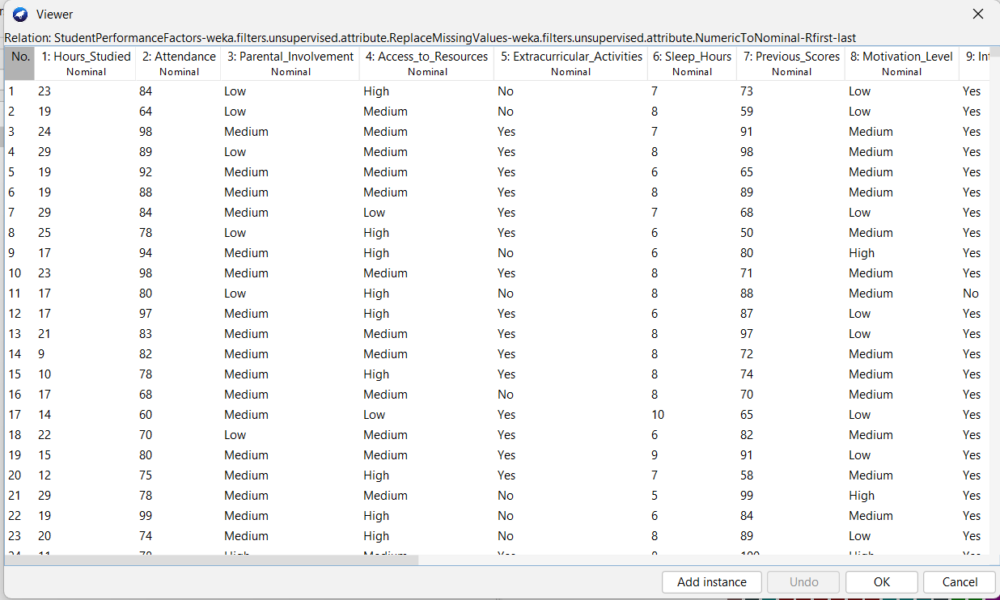 Viewer
Relation: StudentPerformanceFactors-weka.filters.unsupervised.attribute.ReplaceMissingValues-weka.filters.unsupervised.attribute.NumericToNominal-Rfirst-last
No. 1: Hours_Studied 2: Attendance 3: Parental_Involvement 4: Access_to_Resources 5: Extracurricular_Activities 6: Sleep_Hours 7: Previous_Scores 8: Motivation_Level 9:
Nominal Nominal Nominal Nominal Nominal Nominal Nominal Nominal
1 23 84 Low High No 7 73 Low Yes
2 19 64 Low Medium No 8 59 Low Yes
3 24 98 Medium Medium Yes 7 91 Medium Yes
4 29 89 Low Medium Yes 8 98 Medium Yes
5 19 92 Medium Medium Yes 6 65 Medium Yes
6 19 88 Medium Medium Yes 8 89 Medium Yes
7 29 84 Medium Low Yes 7 68 Low Yes
8 25 78 Low High Yes 6 50 Medium Yes
9 17 94 Medium High No 6 80 High Yes
10 23 98 Medium Medium Yes 8 71 Medium Yes
11 17 80 Low High No 8 88 Medium No
12 17 97 Medium High Yes 6 87 Low Yes
13 21 83 Medium Medium Yes 8 97 Low Yes
14 9 82 Medium Medium Yes 8 72 Medium Yes
15 10 78 Medium High Yes 8 74 Medium Yes
16 17 68 Medium Medium No 8 70 Medium Yes
17 14 60 Medium Low Yes 10 65 Low Yes
18 22 70 Low Medium Yes 6 82 Medium Yes
19 15 80 Medium Medium Yes 9 91 Low Yes
20 12 75 Medium High Yes 7 58 Medium Yes
21 29 78 Medium Medium No 5 99 High Yes
22 19 99 Medium High No 6 84 Medium Yes
23 20 74 Medium High No 8 89 Low Yes
Add instance Undo OK Cancel